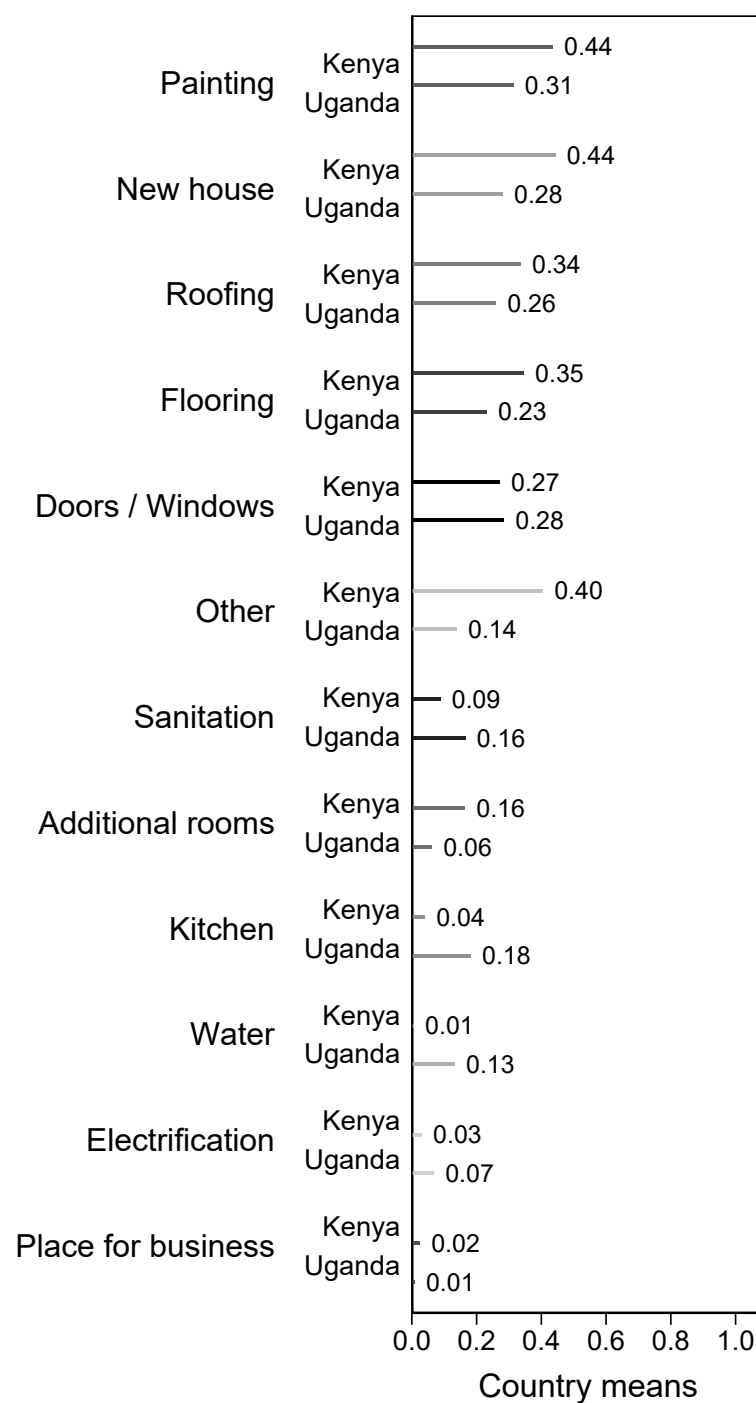 Painting
Kenya 0.44
Uganda 0.31
New house
Kenya 0.44
Uganda 0.28
Roofing
Kenya 0.34
Uganda 0.26
Flooring
Kenya 0.35
Uganda 0.23
Doors / Windows
Kenya 0.27
Uganda 0.28
Other
Kenya 0.40
Uganda 0.14
Sanitation
Kenya 0.09
Uganda 0.16
Additional rooms
Kenya 0.16
Uganda 0.06
Kitchen
Kenya 0.04
Uganda 0.18
Water
Kenya 0.01
Uganda 0.13
Electrification
Kenya 0.03
Uganda 0.07
Place for business
Kenya 0.02
Uganda 0.01
0.0 0.2 0.4 0.6 0.8 1.0
Country means